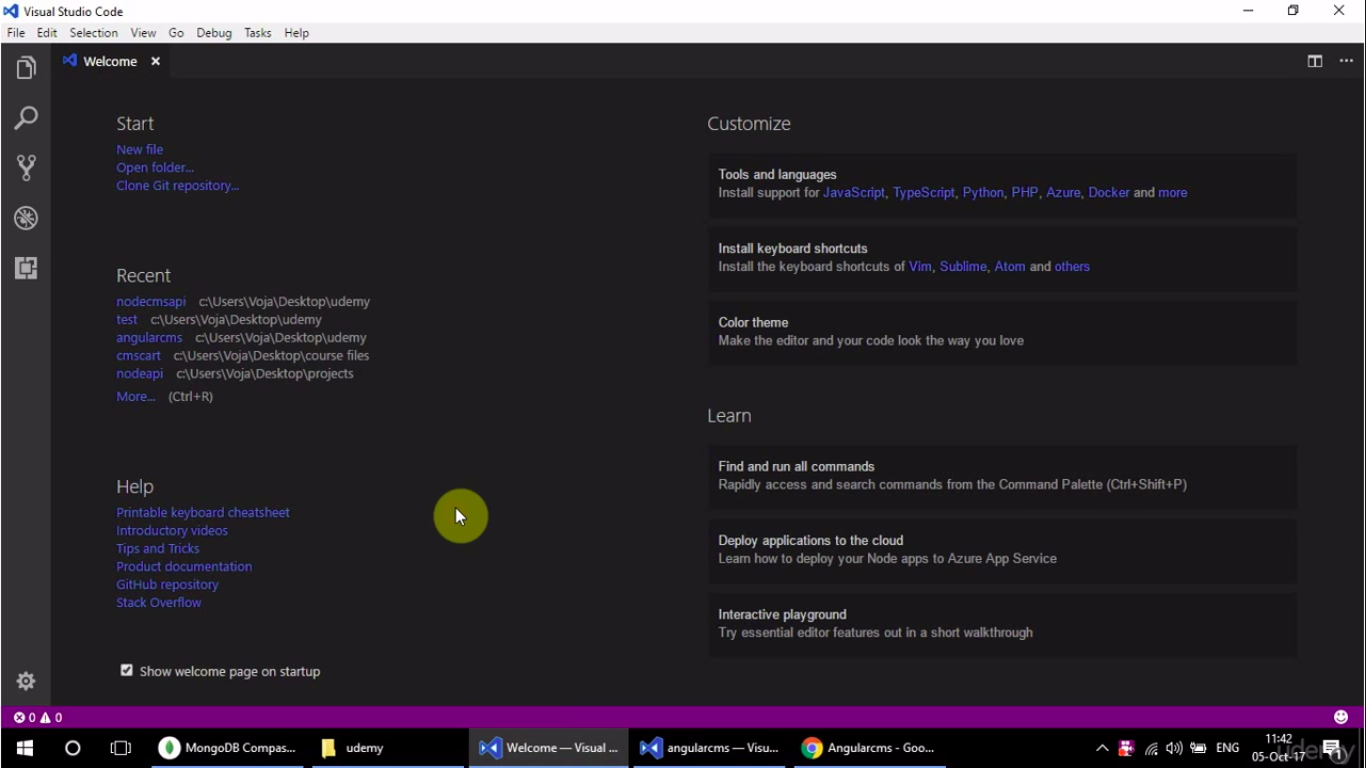 Visual Studio Code
File Edit Selection View Go Debug Tasks Help
Welcome
Start
New file
Open folder...
Clone Git repository...
Recent
nodecmsapi c:\Users\Voja\Desktop\udemy
test c:\Users\Voja\Desktop\udemy
angularcms c:\Users\Voja\Desktop\udemy
cmscart c:\Users\Voja\Desktop\course files
nodeapi c:\Users\Voja\Desktop\projects
More... (Ctrl+R)
Help
Printable keyboard cheatsheet
Introductory videos
Tips and Tricks
Product documentation
GitHub repository
Stack Overflow
Show welcome page on startup
Customize
Tools and languages
Install support for JavaScript, TypeScript, Python, PHP, Azure, Docker and more
Install keyboard shortcuts
Install the keyboard shortcuts of Vim, Sublime, Atom and others
Color theme
Make the editor and your code look the way you love
Learn
Find and run all commands
Rapidly access and search commands from the Command Palette (Ctrl+Shift+P)
Deploy applications to the cloud
Learn how to deploy your Node apps to Azure App Service
Interactive playground
Try essential editor features out in a short walkthrough
0 0
MongoDB Compas... udemy Welcome — Visual ... angularcms — Visu... Angularcms - Goo... ENG
11:42
05-Oct-17
udemy
1